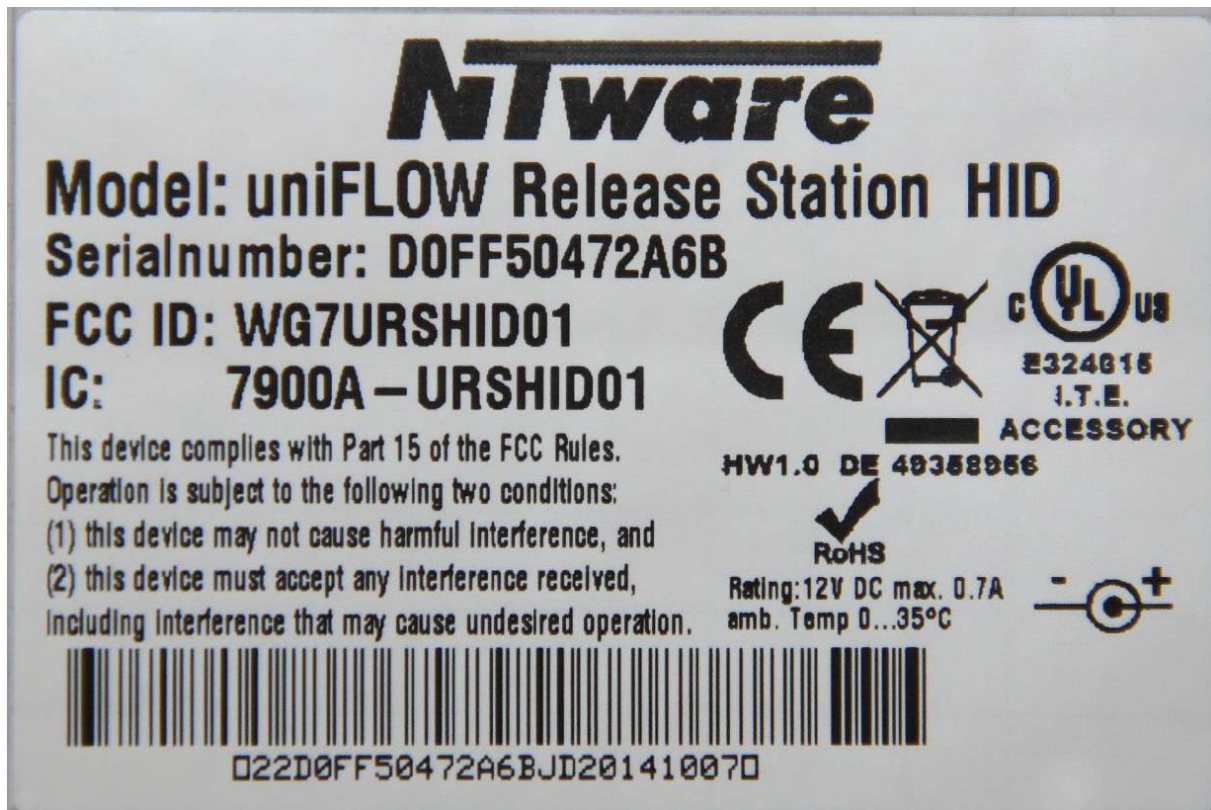 NTware
Model: uniFLOW Release Station HID
Serialnumber: D0FF50472A6B
FCC ID: WG7URSHID01
IC: 7900A-URSHID01
This device complies with Part 15 of the FCC Rules.
Operation is subject to the following two conditions:
(1) this device may not cause harmful interference, and
(2) this device must accept any interference received,
including interference that may cause undesired operation.
CE
C UL US
E324615
I.T.E.
ACCESSORY
HW1.0 DE 49358956
RoHS
Rating:12V DC max. 0.7A
amb. Temp 0...35°C
- +
022D0FF50472A6BJD201410070